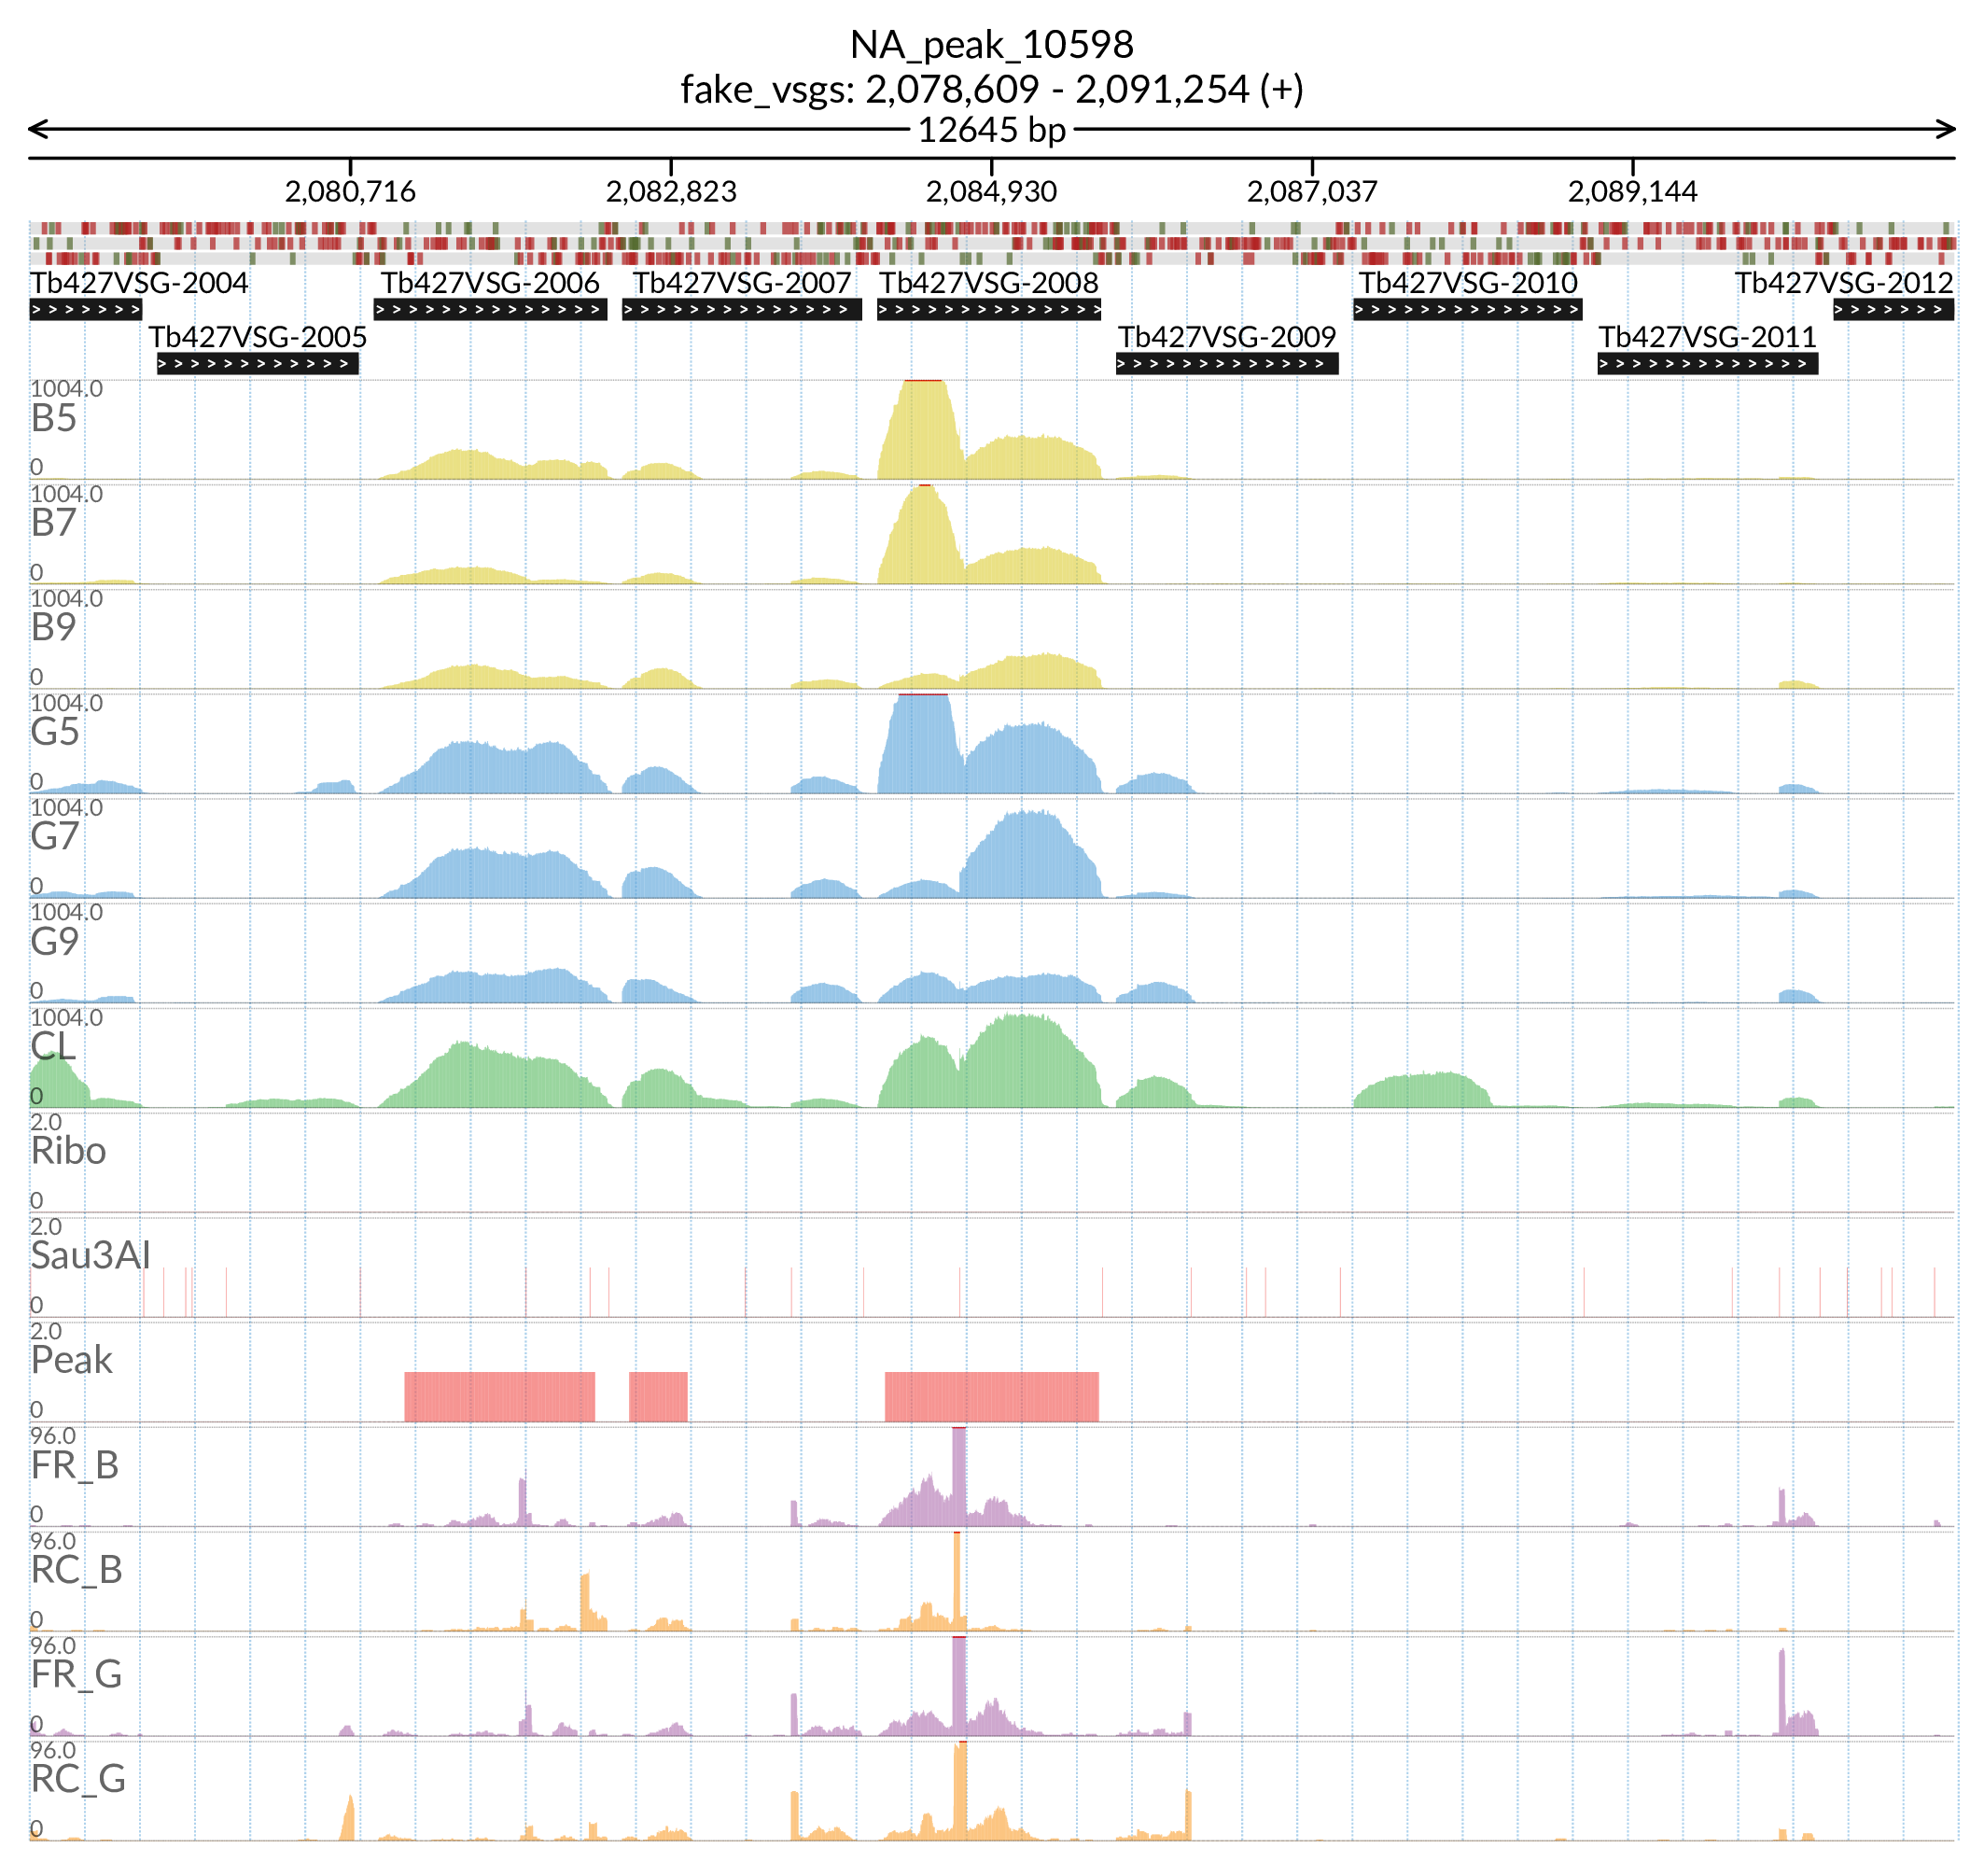 NA_peak_10598
fake_vsgs: 2,078,609 - 2,091,254 (+)
12645 bp
2,080,716 2,082,823 2,084,930 2,087,037 2,089,144
Tb427VSG-2004 Tb427VSG-2006 Tb427VSG-2007 Tb427VSG-2008 Tb427VSG-2010 Tb427VSG-2012
Tb427VSG-2005 Tb427VSG-2009 Tb427VSG-2011
1004.0
B5
0
1004.0
B7
0
1004.0
B9
0
1004.0
G5
0
1004.0
G7
0
1004.0
G9
0
1004.0
CL
0
2.0
Ribo
0
2.0
Sau3AI
0
2.0
Peak
0
96.0
FR_B
0
96.0
RC_B
0
96.0
FR_G
0
96.0
RC_G
0